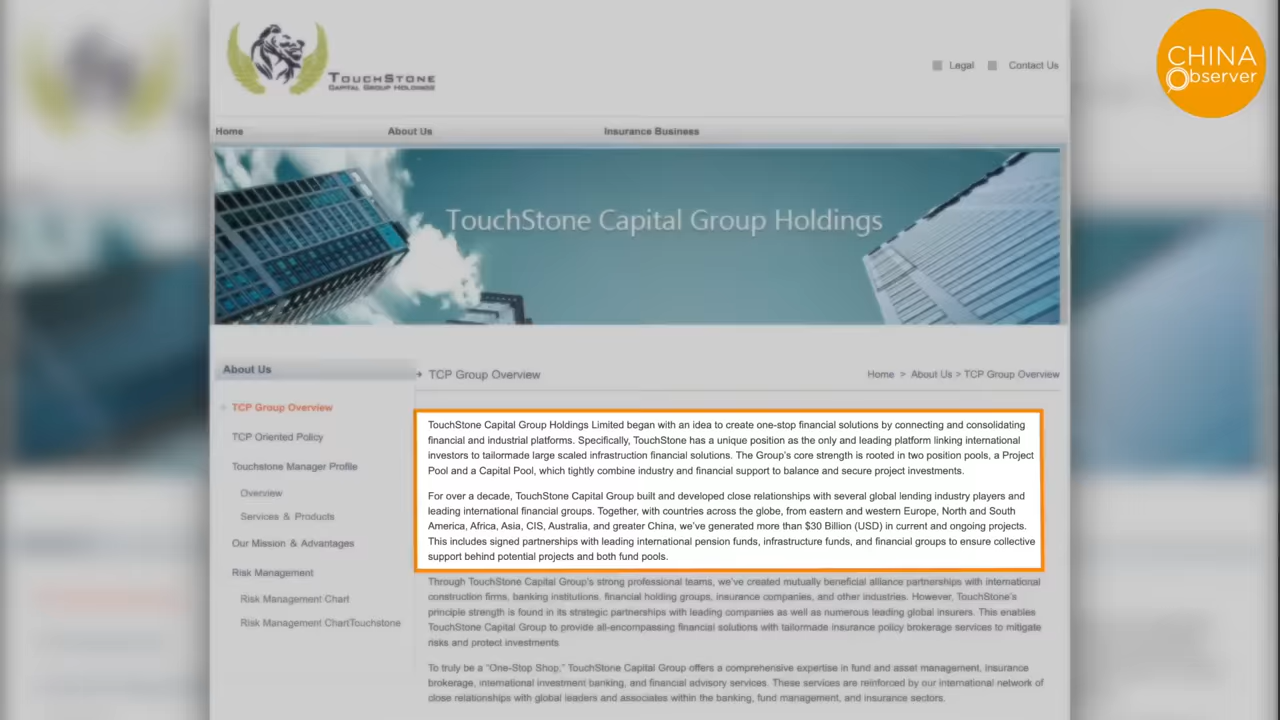 CHINA
Observer
TOUCHSTONE
CAPITAL GROUP HOLDINGS
Legal
Contact Us
Home
About Us
Insurance Business
TouchStone Capital Group Holdings
About Us
TCP Group Overview
TCP Oriented Policy
Touchstone Manager Profile
Overview
Services & Products
Our Mission & Advantages
Risk Management
Risk Management Chart
Risk Management ChartTouchstone
TCP Group Overview
Home > About Us > TCP Group Overview
TouchStone Capital Group Holdings Limited began with an idea to create one-stop financial solutions by connecting and consolidating
financial and industrial platforms. Specifically, TouchStone has a unique position as the only and leading platform linking international
investors to tailormade large scaled infrastruction financial solutions. The Group's core strength is rooted in two position pools, a Project
Pool and a Capital Pool, which tightly combine industry and financial support to balance and secure project investments.
For over a decade, TouchStone Capital Group built and developed close relationships with several global lending industry players and
leading international financial groups. Together, with countries across the globe, from eastern and western Europe, North and South
America, Africa, Asia, CIS, Australia, and greater China, we've generated more than $30 Billion (USD) in current and ongoing projects.
This includes signed partnerships with leading international pension funds, infrastructure funds, and financial groups to ensure collective
support behind potential projects and both fund pools.
Through TouchStone Capital Group's strong professional teams, we've created mutually beneficial alliance partnerships with international
construction firms, banking institutions, financial holding groups, insurance companies, and other industries. However, TouchStone's
principle strength is found in its strategic partnerships with leading companies as well as numerous leading global insurers. This enables
TouchStone Capital Group to provide all-encompassing financial solutions with tailormade insurance policy brokerage services to mitigate
risks and protect investments
To truly be a "One-Stop Shop," TouchStone Capital Group offers a comprehensive expertise in fund and asset management, insurance
brokerage, international investment banking, and financial advisory services. These services are reinforced by our international network of
close relationships with global leaders and associates within the banking, fund management, and insurance sectors.